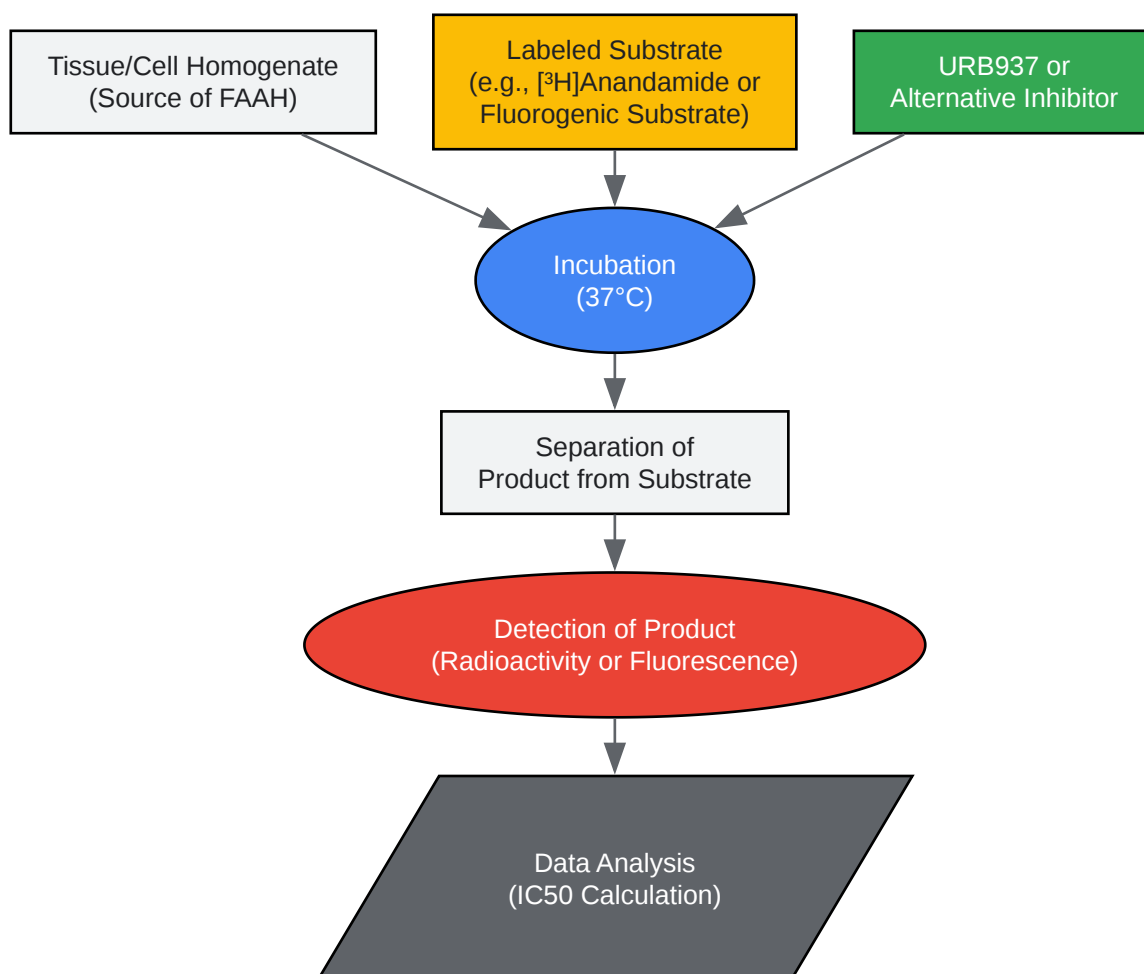 Tissue/Cell Homogenate
(Source of FAAH)
Labeled Substrate
(e.g., [³H]Anandamide or
Fluorogenic Substrate)
URB937 or
Alternative Inhibitor
Incubation
(37°C)
Separation of
Product from Substrate
Detection of Product
(Radioactivity or Fluorescence)
Data Analysis
(IC50 Calculation)